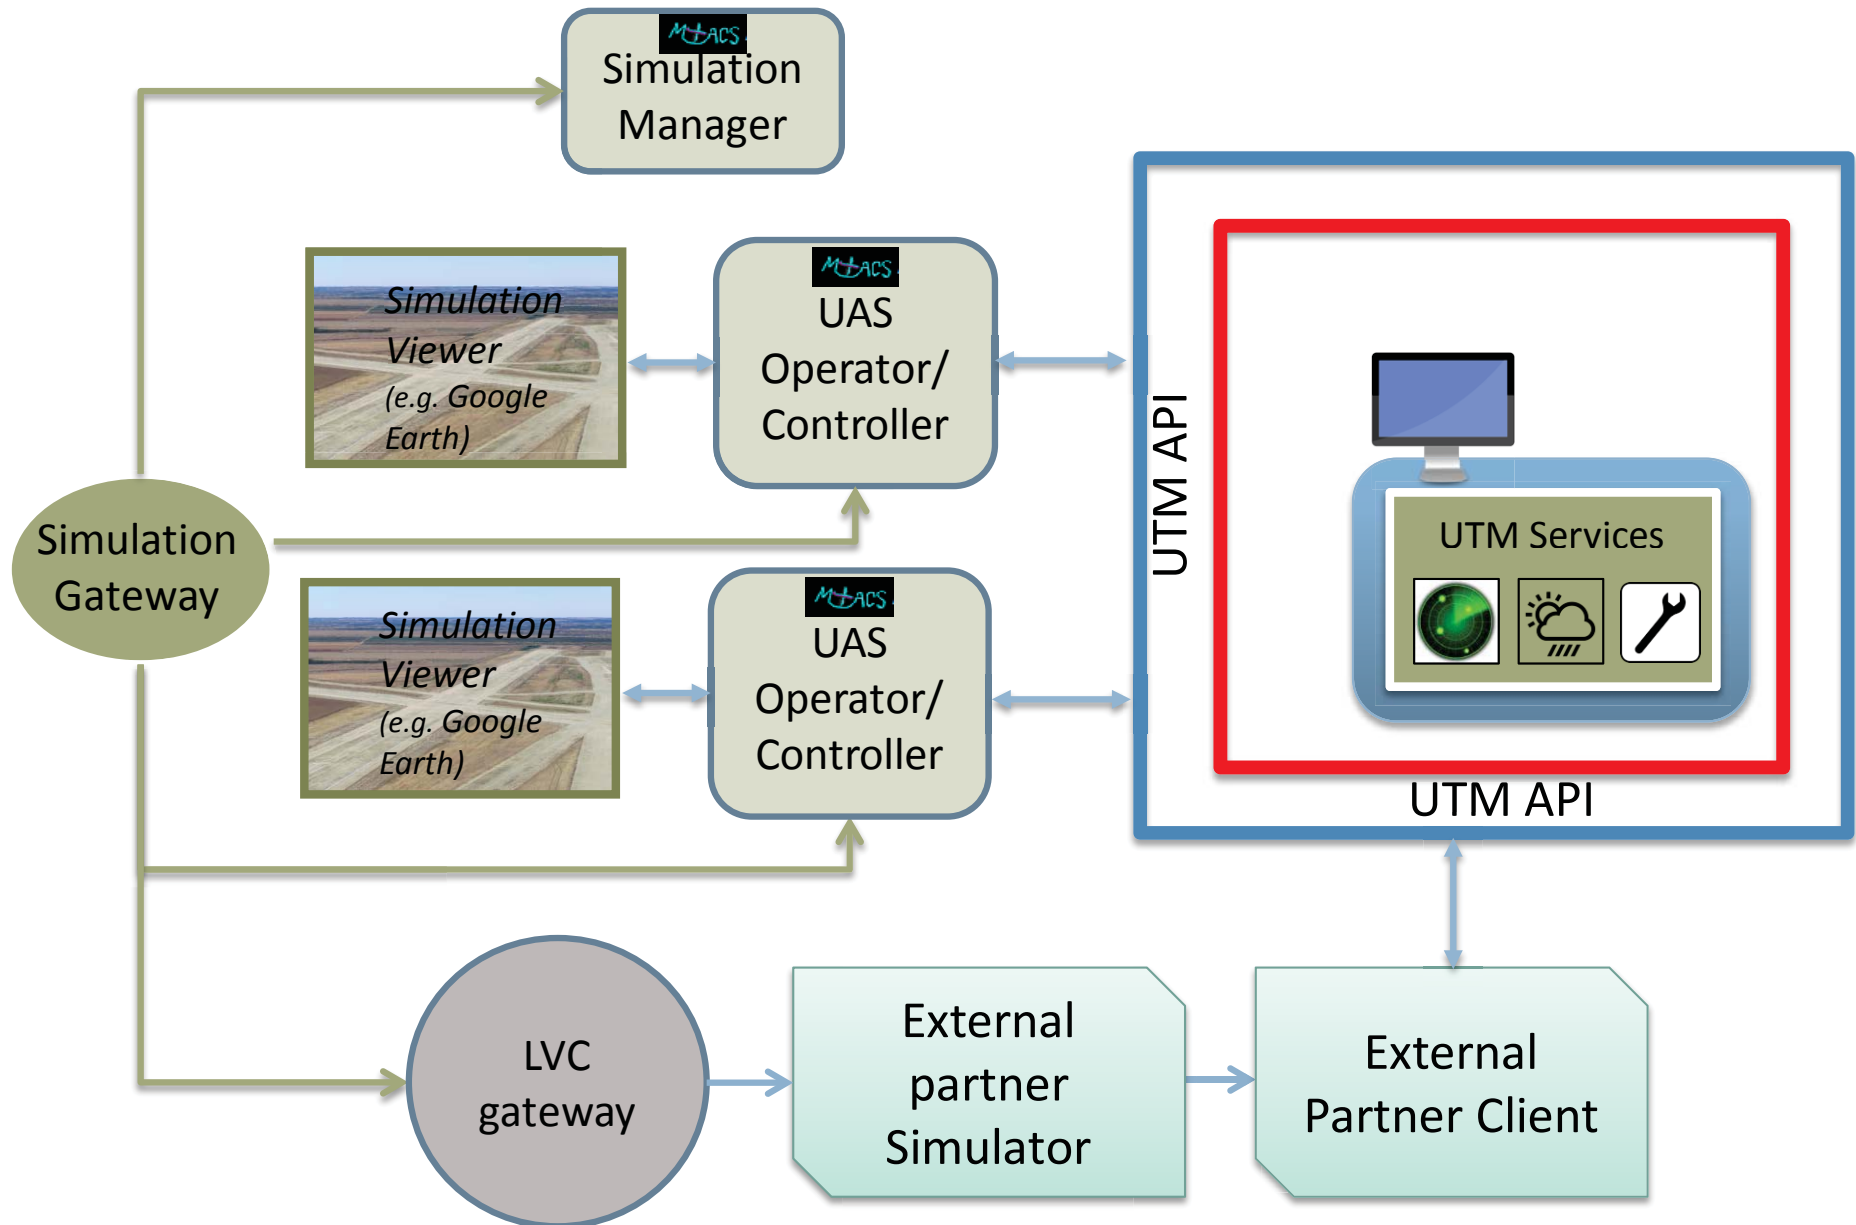 MACS
Simulation
Manager
Simulation
Viewer
(e.g. Google
Earth)
MACS
UAS
Operator/
Controller
UTM API
UTM Services
Simulation
Gateway
Simulation
Viewer
(e.g. Google
Earth)
MACS
UAS
Operator/
Controller
UTM API
LVC
gateway
External
partner
Simulator
External
Partner Client